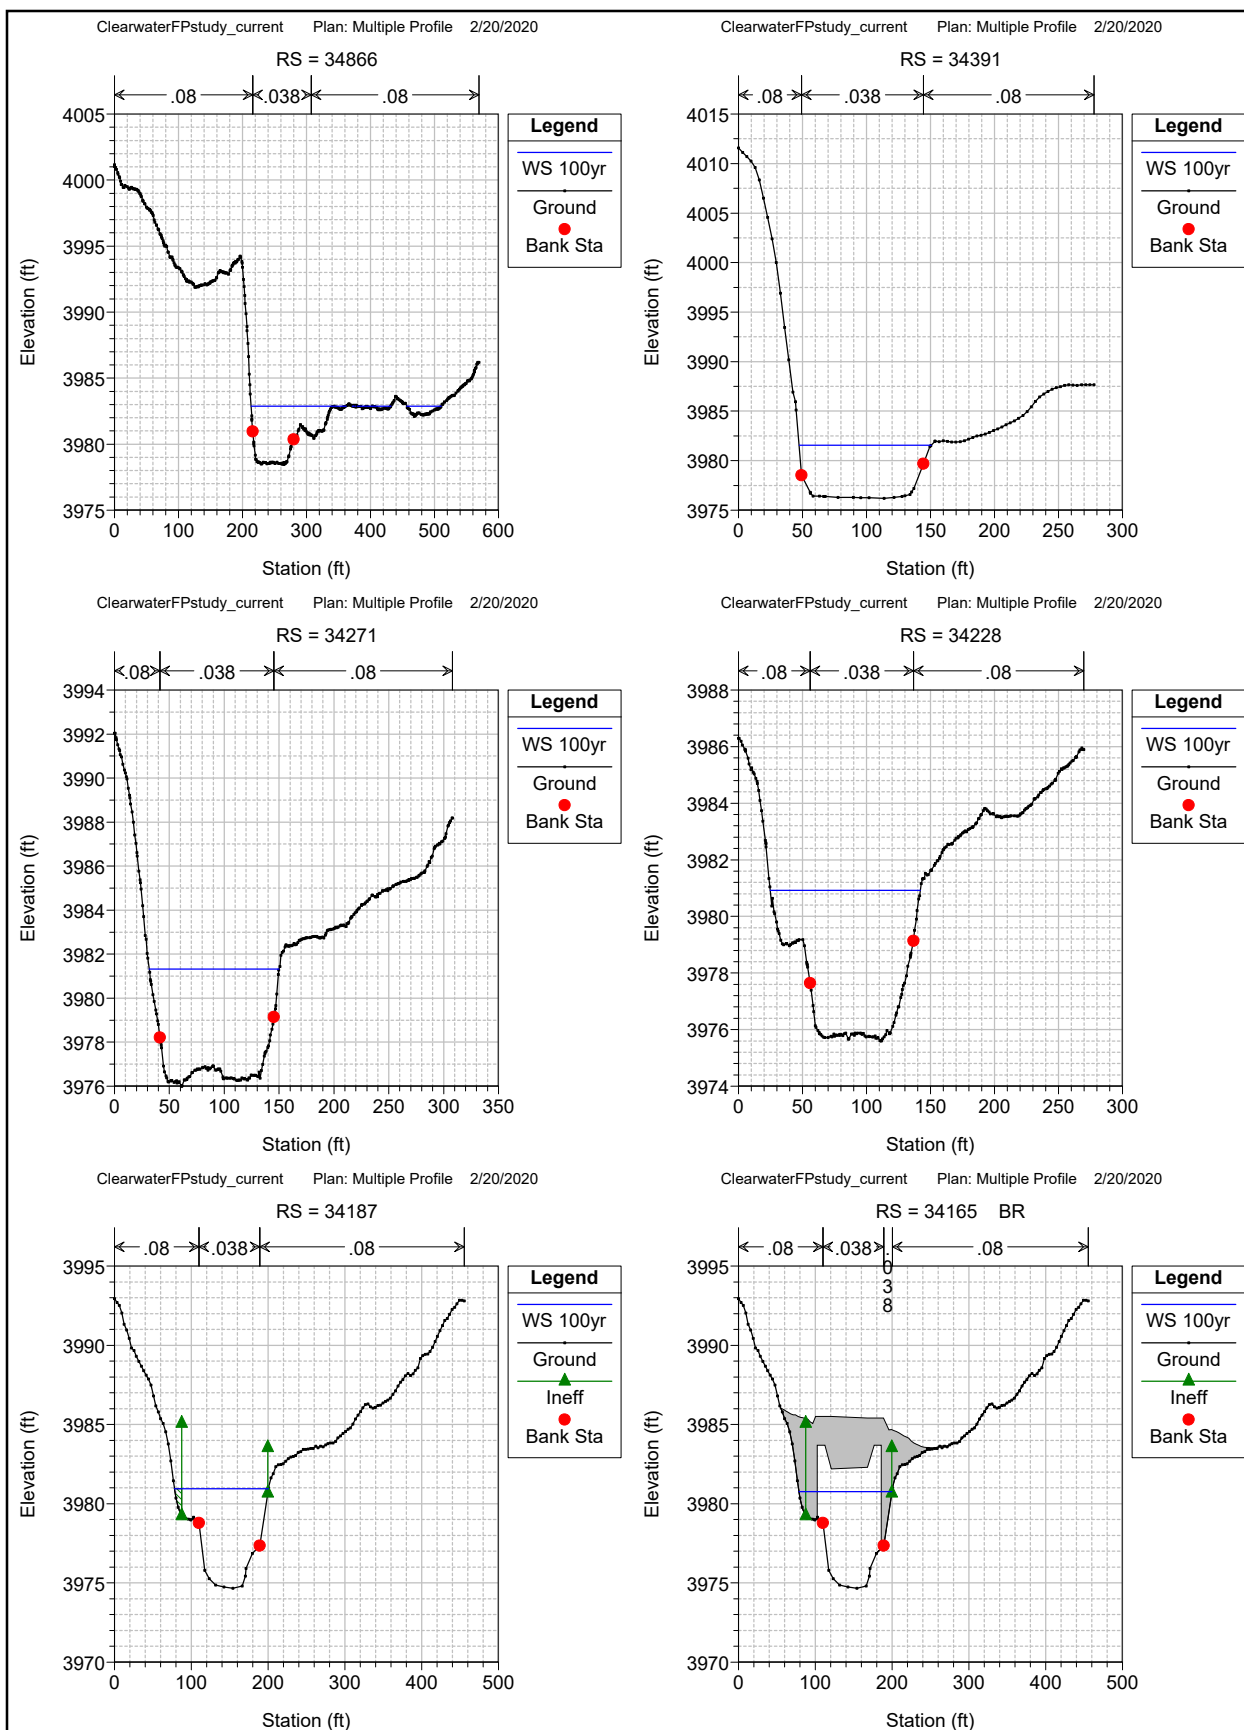 ClearwaterFPstudy_current Plan: Multiple Profile 2/20/2020
RS = 34866
.08 .038 .08
4005
4000
3995
3990
3985
3980
3975
0 100 200 300 400 500 600
Elevation (ft)
Station (ft)
Legend
WS 100yr
Ground
Bank Sta
ClearwaterFPstudy_current Plan: Multiple Profile 2/20/2020
RS = 34391
.08 .038 .08
4015
4010
4005
4000
3995
3990
3985
3980
3975
0 50 100 150 200 250 300
Elevation (ft)
Station (ft)
Legend
WS 100yr
Ground
Bank Sta
ClearwaterFPstudy_current Plan: Multiple Profile 2/20/2020
RS = 34271
.08 .038 .08
3994
3992
3990
3988
3986
3984
3982
3980
3978
3976
0 50 100 150 200 250 300 350
Elevation (ft)
Station (ft)
Legend
WS 100yr
Ground
Bank Sta
ClearwaterFPstudy_current Plan: Multiple Profile 2/20/2020
RS = 34228
.08 .038 .08
3988
3986
3984
3982
3980
3978
3976
3974
0 50 100 150 200 250 300
Elevation (ft)
Station (ft)
Legend
WS 100yr
Ground
Bank Sta
ClearwaterFPstudy_current Plan: Multiple Profile 2/20/2020
RS = 34187
.08 .038 .08
3995
3990
3985
3980
3975
3970
0 100 200 300 400 500
Elevation (ft)
Station (ft)
Legend
WS 100yr
Ground
Ineff
Bank Sta
ClearwaterFPstudy_current Plan: Multiple Profile 2/20/2020
RS = 34165 BR
.08 .038 .038 .08
3995
3990
3985
3980
3975
3970
0 100 200 300 400 500
Elevation (ft)
Station (ft)
Legend
WS 100yr
Ground
Ineff
Bank Sta